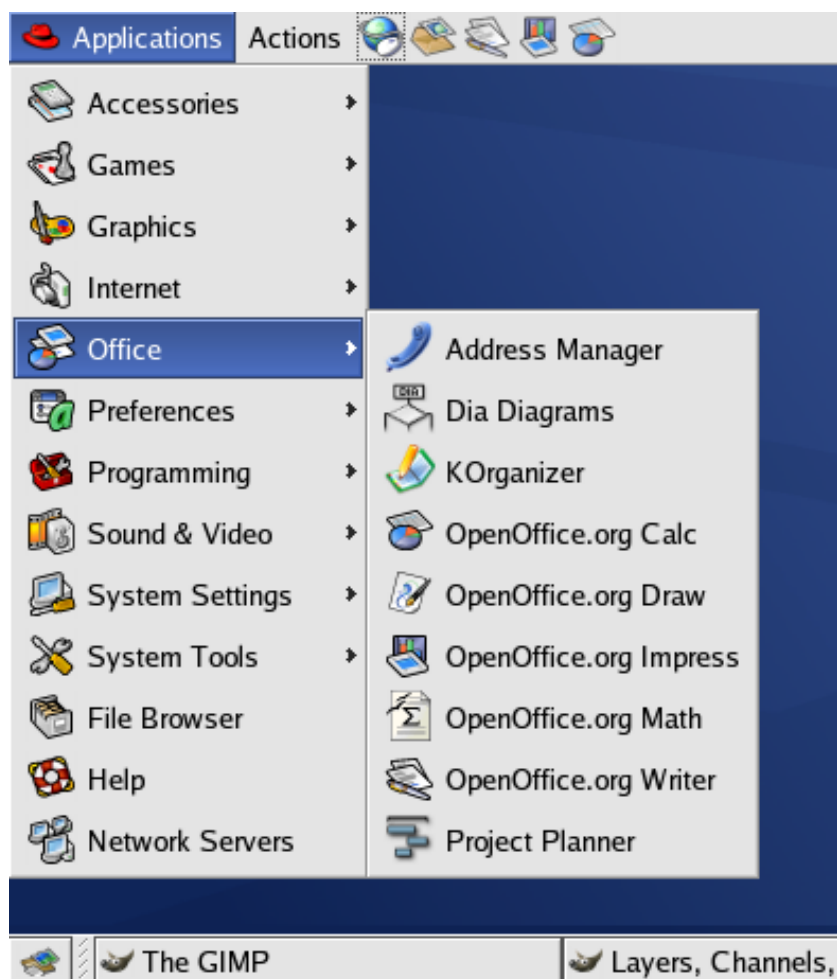 Applications Actions
Accessories
Games
Graphics
Internet
Office
Preferences
Programming
Sound & Video
System Settings
System Tools
File Browser
Help
Network Servers
Address Manager
DIA
Dia Diagrams
KOrganizer
OpenOffice.org Calc
OpenOffice.org Draw
OpenOffice.org Impress
OpenOffice.org Math
OpenOffice.org Writer
Project Planner
The GIMP
Layers, Channels,